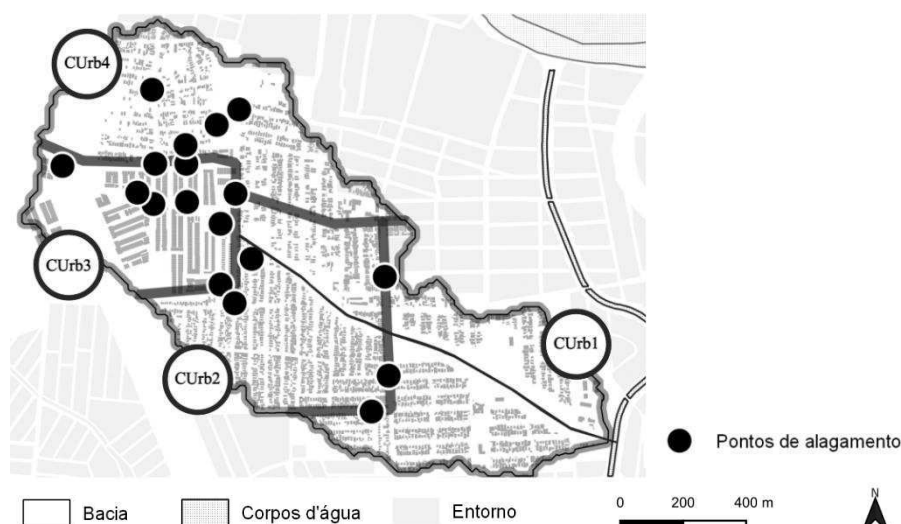 CUrb4
CUrb3
CUrb1
CUrb2
Pontos de alagamento
Bacia
Corpos d'água
Entorno
0 200 400 m
N